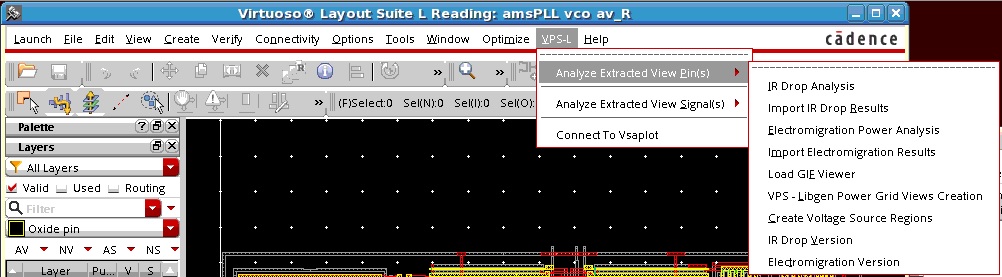 Virtuoso® Layout Suite L Reading: amsPLL vco av_R
Launch File Edit View Create Verify Connectivity Options Tools Window Optimize VPS-L Help cādence
Analyze Extracted View Pin(s)
Analyze Extracted View Signal(s)
Connect To Vsaplot
IR Drop Analysis
Import IR Drop Results
Electromigration Power Analysis
Import Electromigration Results
Load GIF Viewer
VPS - Libgen Power Grid Views Creation
Create Voltage Source Regions
IR Drop Version
Electromigration Version
(F)Select:0 Sel(N):0 Sel(I):0 Sel(O):
Palette
Layers
All Layers
Valid Used Routing
Filter
Oxide pin
AV NV AS NS
Layer Pu... V S